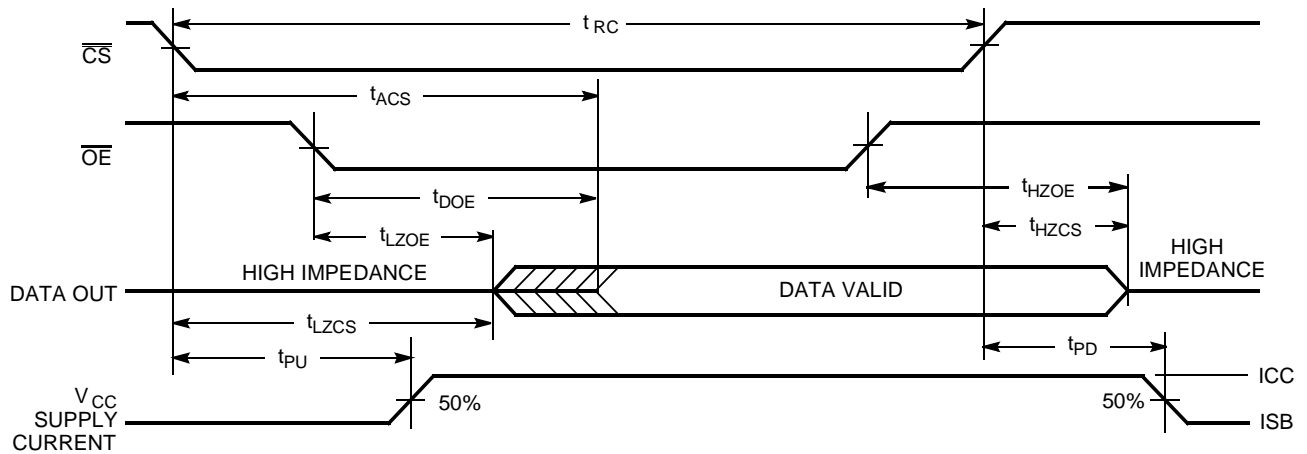 t RC
CS
tACS
OE
tDOE
tHZOE
tLZOE
tHZCS
HIGH IMPEDANCE
HIGH
IMPEDANCE
DATA OUT
DATA VALID
tLZCS
tPU
tPD
VCC
SUPPLY
CURRENT
50%
50%
ICC
ISB